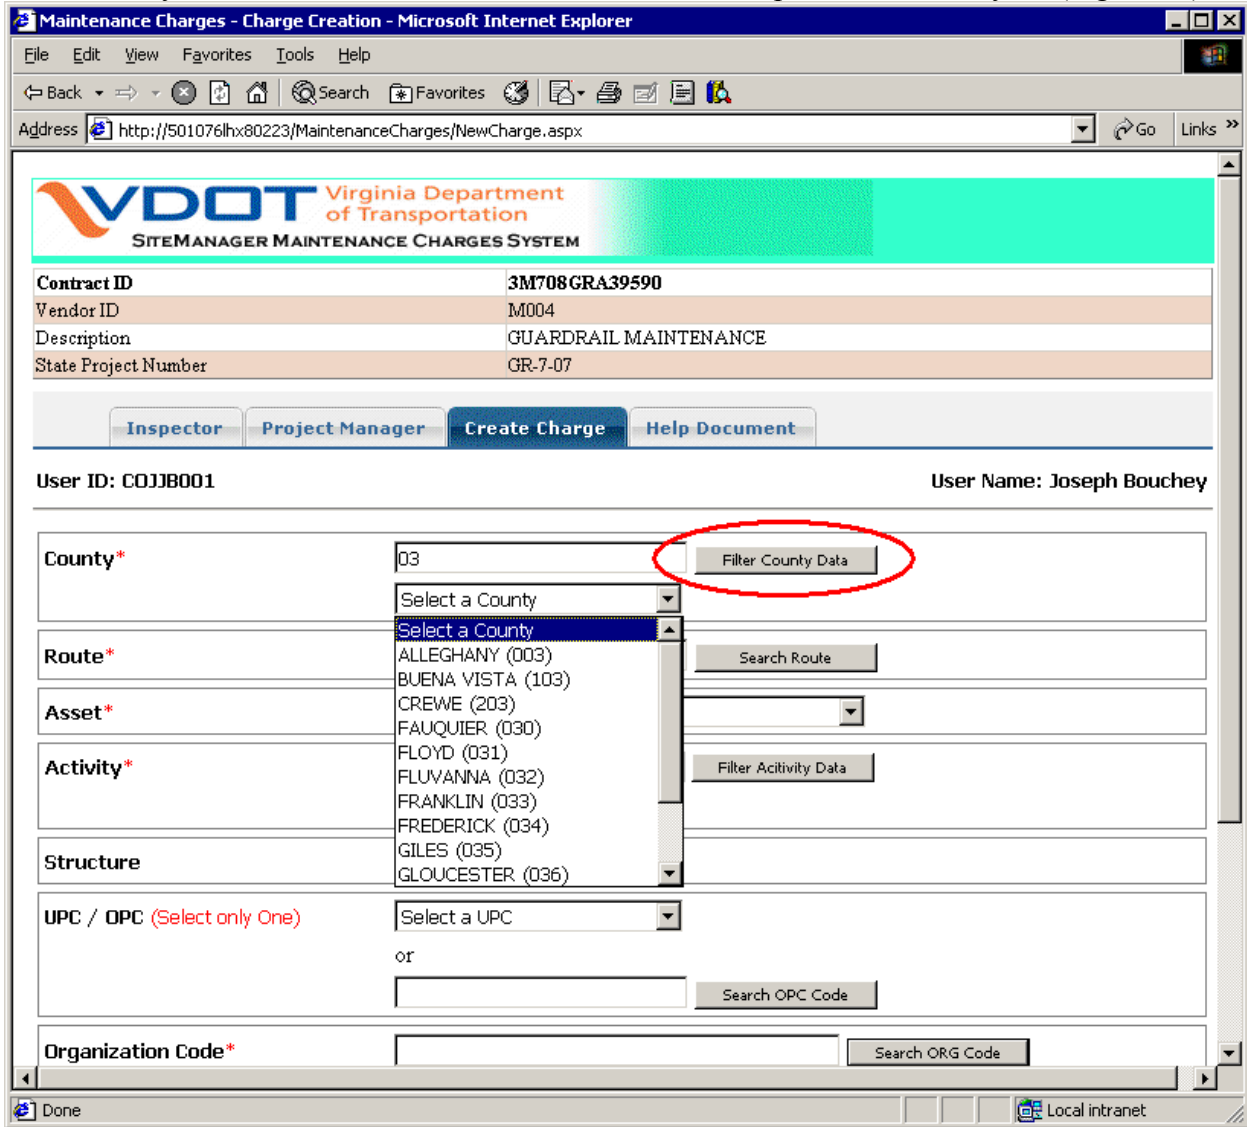 Maintenance Charges - Charge Creation - Microsoft Internet Explorer
File Edit View Favorites Tools Help
Back Search Favorites
Address http://501076lhx80223/MaintenanceCharges/NewCharge.aspx Go Links »
VDOT Virginia Department
of Transportation
SITEMANAGER MAINTENANCE CHARGES SYSTEM
Contract ID 3M708GRA39590
Vendor ID M004
Description GUARDRAIL MAINTENANCE
State Project Number GR-7-07
Inspector Project Manager Create Charge Help Document
User ID: COJJB001 User Name: Joseph Bouchey
County* 03 Filter County Data
Select a County
Select a County
Route* ALLEGHANY (003) Search Route
BUENA VISTA (103)
Asset* CREWE (203)
FAUQUIER (030)
FLOYD (031)
Activity* FLUVANNA (032) Filter Acitivity Data
FRANKLIN (033)
FREDERICK (034)
Structure GILES (035)
GLOUCESTER (036)
UPC / OPC (Select only One) Select a UPC
or
Search OPC Code
Organization Code* Search ORG Code
Done Local intranet